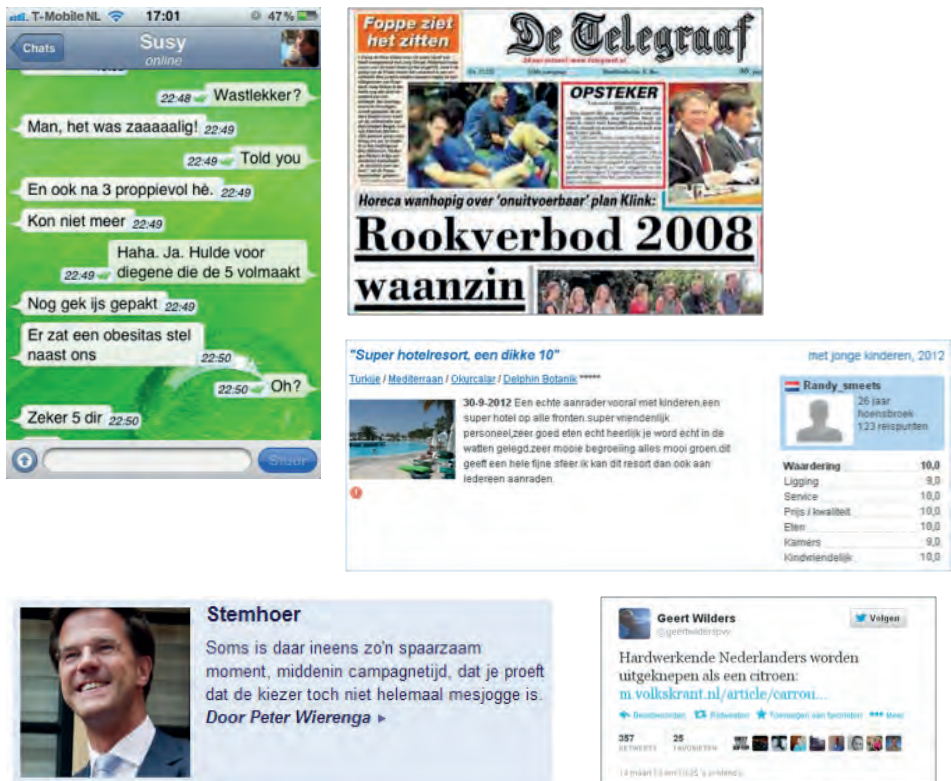 T-Mobile NL 17:01 47%
Chats
Susy
online
22:48 Wastlekker?
Man, het was zaaaaalig! 22:49
22:49 Told you
En ook na 3 proppievol hè. 22:49
Kon niet meer 22:49
Haha. Ja. Hulde voor
22:49 diegene die de 5 volmaakt
Nog gek ijs gepakt 22:49
Er zat een obesitas stel
naast ons 22:50
22:50 Oh?
Zeker 5 dir 22:50
Stuur
Foppe ziet
het zitten
De Telegraaf
OPSTEKER
Horeca wanhopig over 'onuitvoerbaar' plan Klink:
Rookverbod 2008
waanzin
"Super hotelresort, een dikke 10"
met jonge kinderen, 2012
Turkije / Mediterraan / Okurcalar / Delphin Botanik *****
30-9-2012 Een echte aanrader vooral met kinderen,een
super hotel op alle fronten.super vriendenlijk
personeel,zeer goed eten echt heerlijk je word echt in de
watten gelegd.zeer mooie begroeiing alles mooi groen.dit
geeft een hele fijne sfeer.ik kan dit resort dan ook aan
iedereen aanraden.
Randy_smeets
26 jaar
hoensbroek
123 reispunten
Waardering 10,0
Ligging 9,0
Service 10,0
Prijs / kwaliteit 10,0
Eten 10,0
Kamers 9,0
Kindvriendelijk 10,0
Stemhoer
Soms is daar ineens zo'n spaarzaam
moment, middenin campagnetijd, dat je proeft
dat de kiezer toch niet helemaal mesjogge is.
Door Peter Wierenga
Geert Wilders
@geertwilderspvv
Volgen
Hardwerkende Nederlanders worden
uitgeknepen als een citroen:
m.volkskrant.nl/article/carrou...
Beantwoorden Retweeten Toevoegen aan favorieten Meer
357
RETWEETS
25
FAVORIETEN